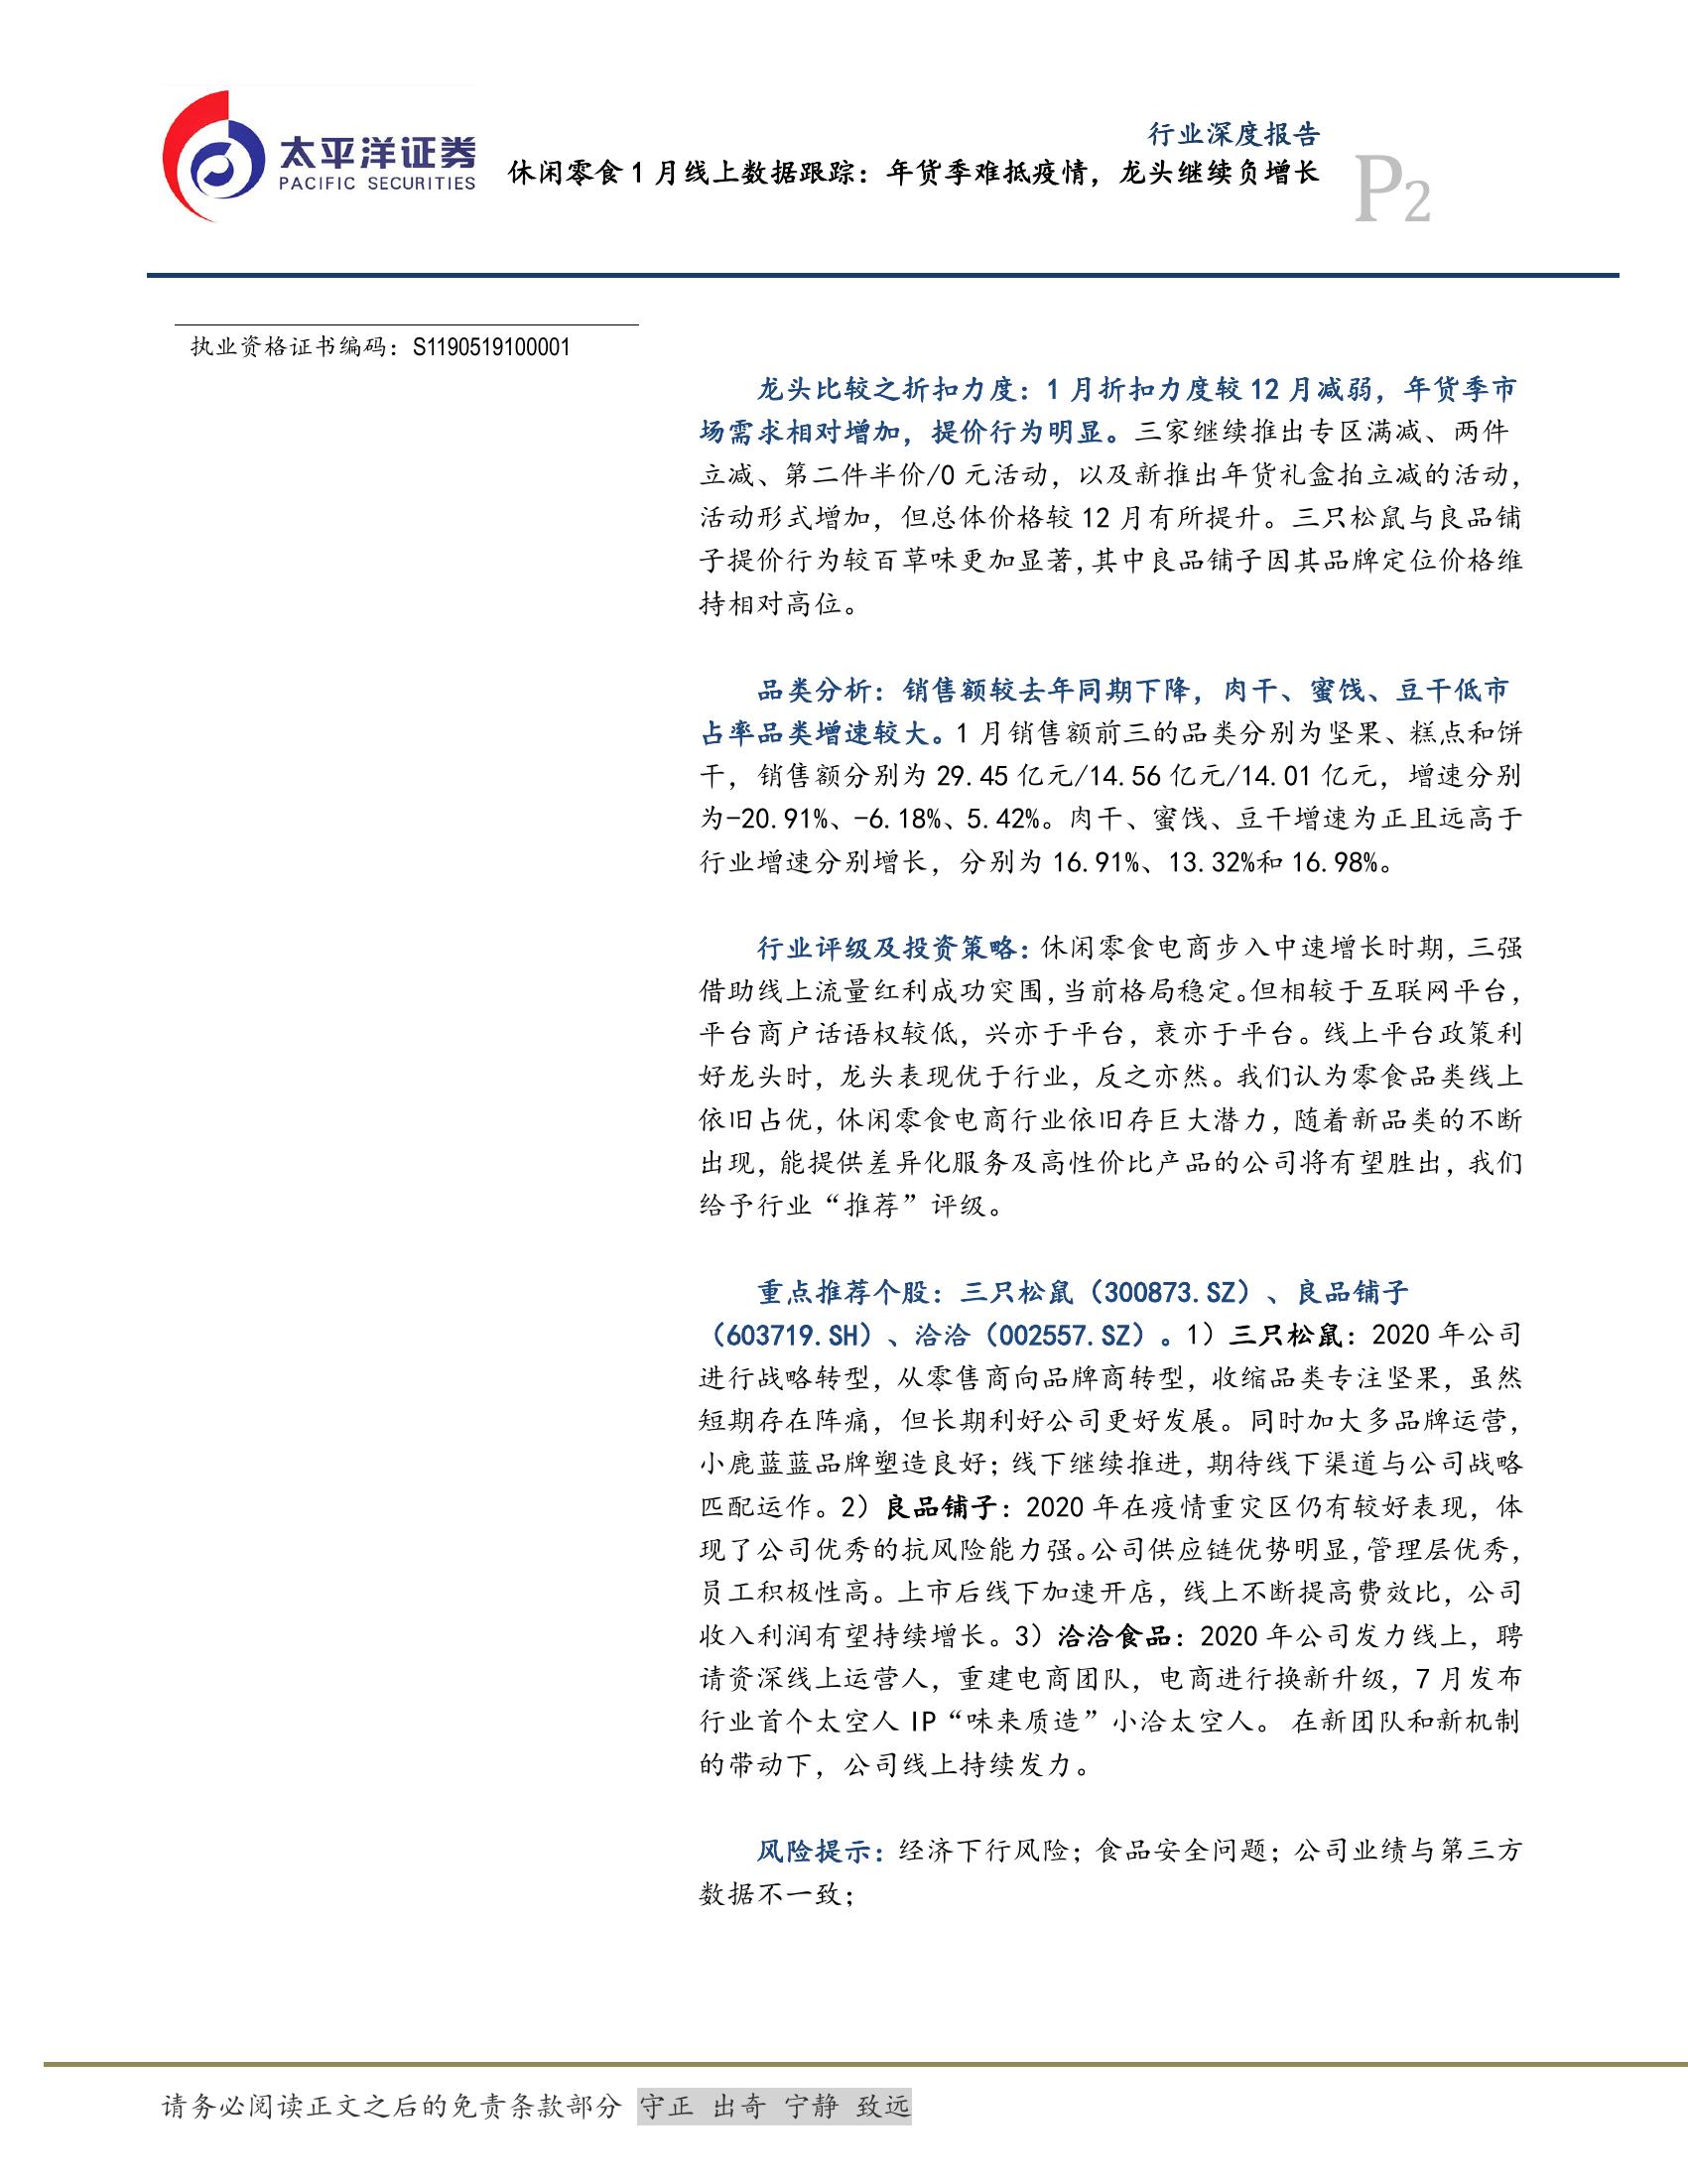 太平洋证券
PACIFIC SECURITIES
行业深度报告
休闲零食1月线上数据跟踪：年货季难抵疫情，龙头继续负增长
P2
执业资格证书编码：S1190519100001
龙头比较之折扣力度：1月折扣力度较12月减弱，年货季市
场需求相对增加，提价行为明显。三家继续推出专区满减、两件
立减、第二件半价/0元活动，以及新推出年货礼盒拍立减的活动，
活动形式增加，但总体价格较12月有所提升。三只松鼠与良品铺
子提价行为较百草味更加显著，其中良品铺子因其品牌定位价格维
持相对高位。
品类分析：销售额较去年同期下降，肉干、蜜饯、豆干低市
占率品类增速较大。1月销售额前三的品类分别为坚果、糕点和饼
干，销售额分别为29.45亿元/14.56亿元/14.01亿元，增速分别
为-20.91%、-6.18%、5.42%。肉干、蜜饯、豆干增速为正且远高于
行业增速分别增长，分别为16.91%、13.32%和16.98%。
行业评级及投资策略：休闲零食电商步入中速增长时期，三强
借助线上流量红利成功突围，当前格局稳定。但相较于互联网平台，
平台商户话语权较低，兴亦于平台，衰亦于平台。线上平台政策利
好龙头时，龙头表现优于行业，反之亦然。我们认为零食品类线上
依旧占优，休闲零食电商行业依旧存巨大潜力，随着新品类的不断
出现，能提供差异化服务及高性价比产品的公司将有望胜出，我们
给予行业“推荐”评级。
重点推荐个股：三只松鼠（300873.SZ）、良品铺子
（603719.SH）、洽洽（002557.SZ）。1）三只松鼠：2020年公司
进行战略转型，从零售商向品牌商转型，收缩品类专注坚果，虽然
短期存在阵痛，但长期利好公司更好发展。同时加大多品牌运营，
小鹿蓝蓝品牌塑造良好；线下继续推进，期待线下渠道与公司战略
匹配运作。2）良品铺子：2020年在疫情重灾区仍有较好表现，体
现了公司优秀的抗风险能力强。公司供应链优势明显，管理层优秀，
员工积极性高。上市后线下加速开店，线上不断提高费效比，公司
收入利润有望持续增长。3）洽洽食品：2020年公司发力线上，聘
请资深线上运营人，重建电商团队，电商进行换新升级，7月发布
行业首个太空人IP“味来质造”小洽太空人。 在新团队和新机制
的带动下，公司线上持续发力。
风险提示：经济下行风险；食品安全问题；公司业绩与第三方
数据不一致；
请务必阅读正文之后的免责条款部分 守正 出奇 宁静 致远